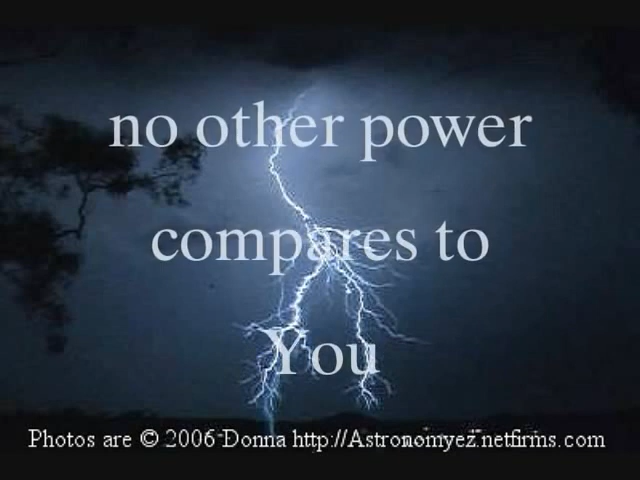 no other power
compares to
You
Photos are © 2006 Donna http://Astronomyez.netfirms.com